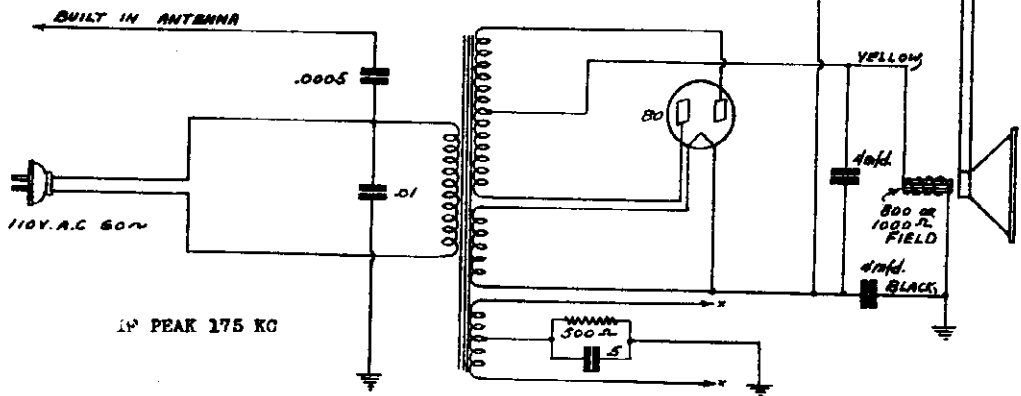 BUILT IN ANTENNA
.0005
YELLOW
80
4mfd.
.01
110V. A.C 60~
800 OR
1000 Ω
FIELD
4mfd.
BLACK
IF PEAK 175 KC
x
500 Ω
.5
x